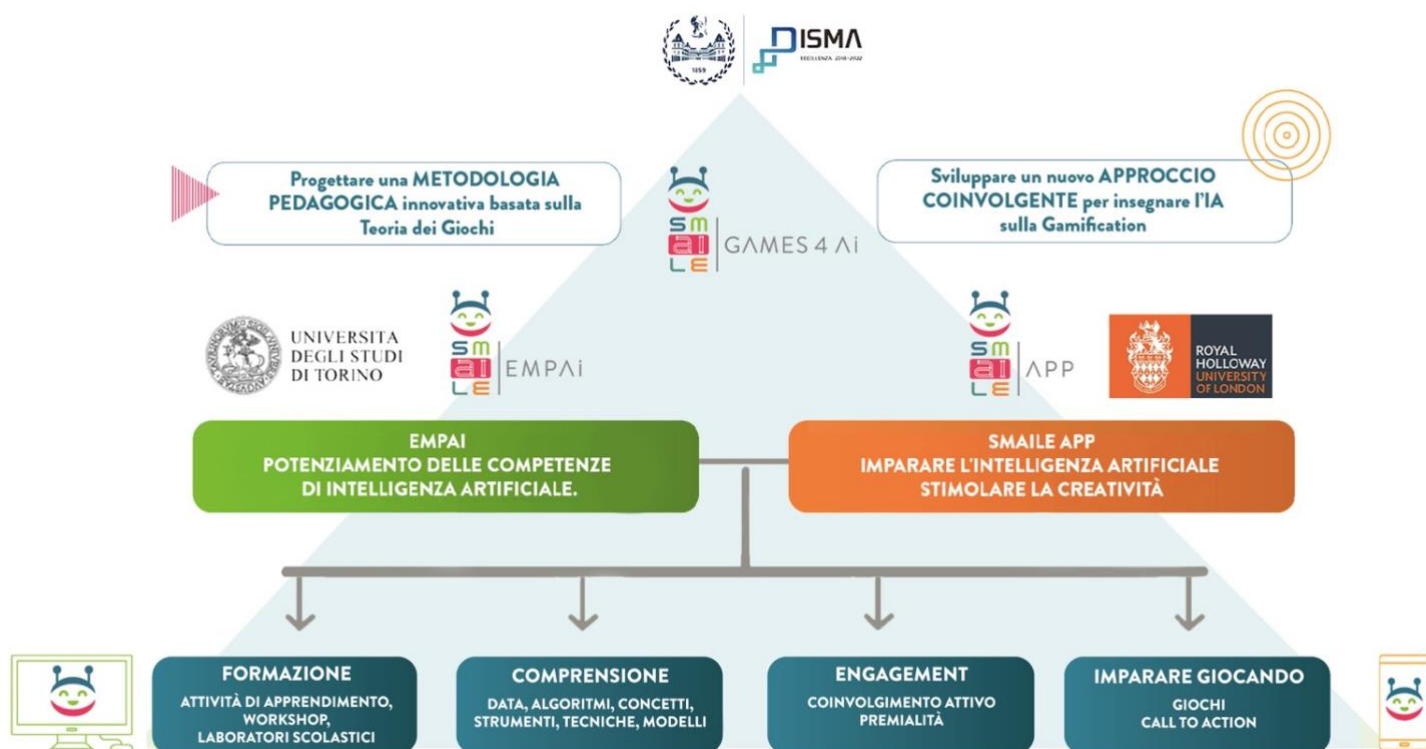 1859
DISMA
ECCELLENZA 2018-2022
Progettare una METODOLOGIA
PEDAGOGICA innovativa basata sulla
Teoria dei Giochi
Sviluppare un nuovo APPROCCIO
COINVOLGENTE per insegnare l'IA
sulla Gamification
SMAILE
GAMES 4 Ai
UNIVERSITA
DEGLI STUDI
DI TORINO
SMAILE
EMPAi
SMAILE
APP
ROYAL
HOLLOWAY
UNIVERSITY
OF LONDON
EMPAI
POTENZIAMENTO DELLE COMPETENZE
DI INTELLIGENZA ARTIFICIALE.
SMAILE APP
IMPARARE L'INTELLIGENZA ARTIFICIALE
STIMOLARE LA CREATIVITÀ
FORMAZIONE
ATTIVITÀ DI APPRENDIMENTO,
WORKSHOP,
LABORATORI SCOLASTICI
COMPRENSIONE
DATA, ALGORITMI, CONCETTI,
STRUMENTI, TECNICHE, MODELLI
ENGAGEMENT
COINVOLGIMENTO ATTIVO
PREMIALITÀ
IMPARARE GIOCANDO
GIOCHI
CALL TO ACTION